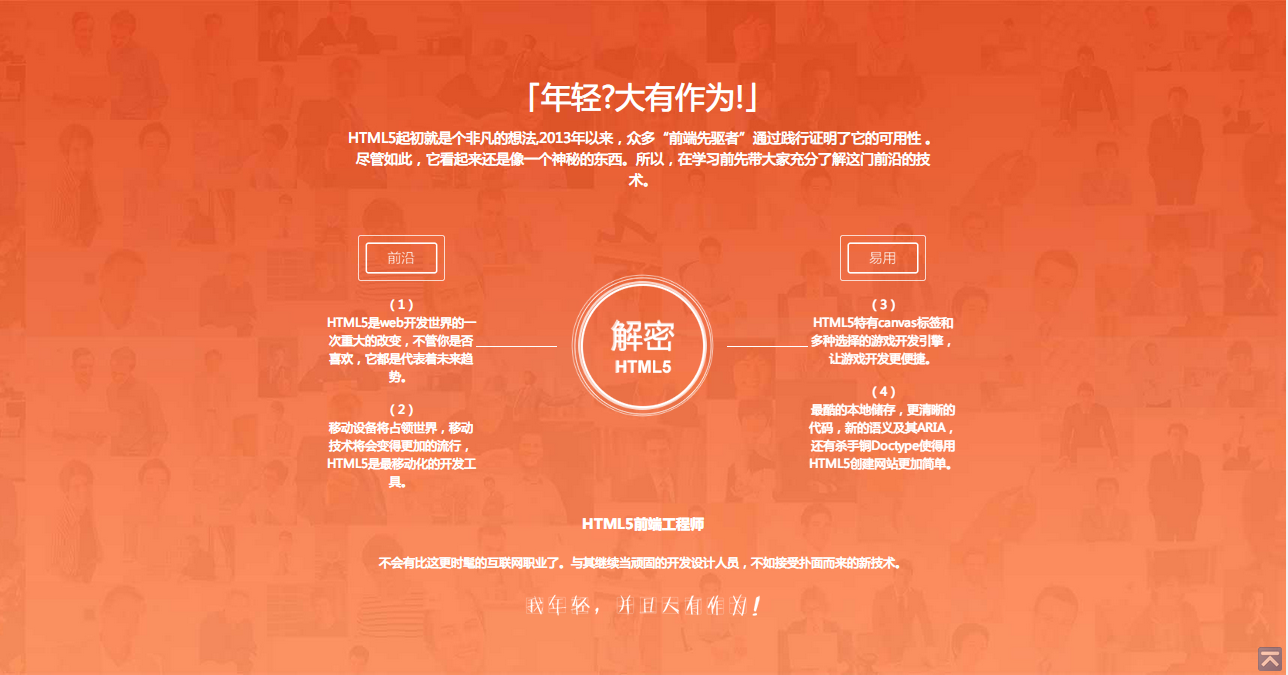 「年轻?大有作为!」
HTML5起初就是个非凡的想法.2013年以来，众多“前端先驱者”通过践行证明了它的可用性 。
尽管如此，它看起来还是像一个神秘的东西。所以，在学习前先带大家充分了解这门前沿的技
术。
前沿
（1）
HTML5是web开发世界的一
次重大的改变，不管你是否
喜欢，它都是代表着未来趋
势。
（2）
移动设备将占领世界，移动
技术将会变得更加的流行，
HTML5是最移动化的开发工
具。
解密
HTML5
易用
（3）
HTML5特有canvas标签和
多种选择的游戏开发引擎，
让游戏开发更便捷。
（4）
最酷的本地储存，更清晰的
代码，新的语义及其ARIA，
还有杀手锏Doctype使得用
HTML5创建网站更加简单。
HTML5前端工程师
不会有比这更时髦的互联网职业了。与其继续当顽固的开发设计人员，不如接受扑面而来的新技术。
我年轻，并且大有作为!